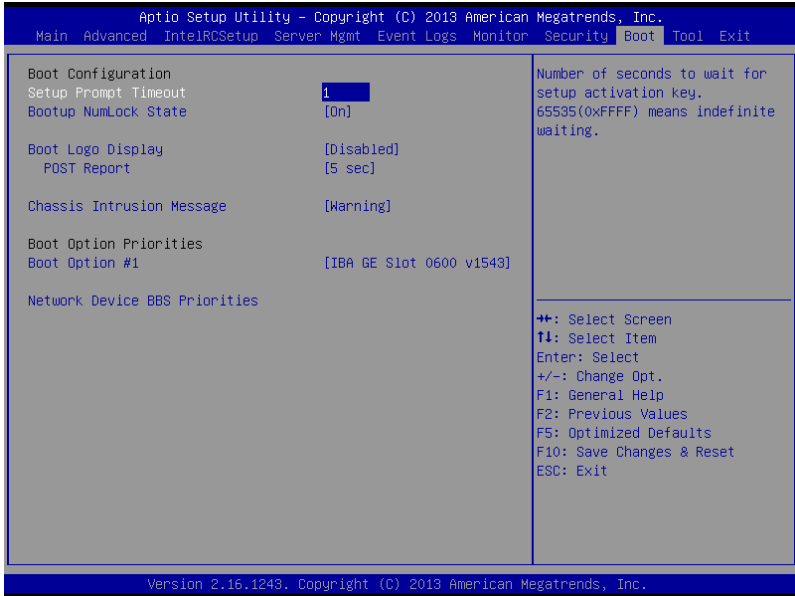 Aptio Setup Utility – Copyright (C) 2013 American Megatrends, Inc.
Main Advanced IntelRCSetup Server Mgmt Event Logs Monitor Security Boot Tool Exit
Boot Configuration
Setup Prompt Timeout 1
Bootup NumLock State [On]
Boot Logo Display [Disabled]
POST Report [5 sec]
Chassis Intrusion Message [Warning]
Boot Option Priorities
Boot Option #1 [IBA GE Slot 0600 v1543]
Network Device BBS Priorities
Number of seconds to wait for
setup activation key.
65535(0xFFFF) means indefinite
waiting.
→←: Select Screen
↑↓: Select Item
Enter: Select
+/-: Change Opt.
F1: General Help
F2: Previous Values
F5: Optimized Defaults
F10: Save Changes & Reset
ESC: Exit
Version 2.16.1243. Copyright (C) 2013 American Megatrends, Inc.